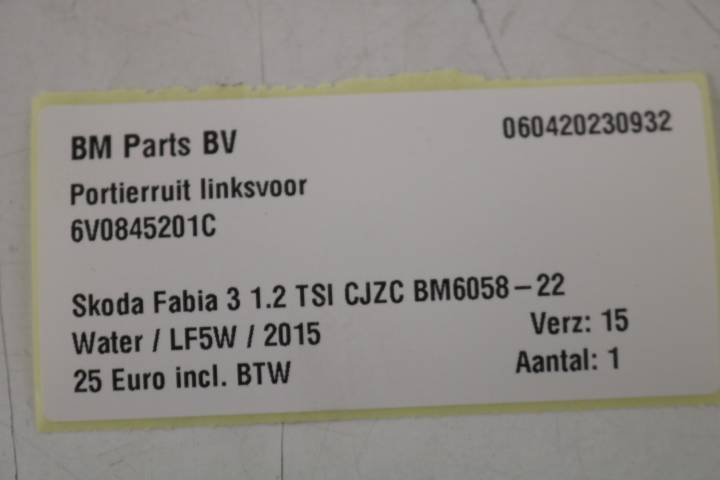 BM Parts BV 060420230932
Portierruit linksvoor
6V0845201C
Skoda Fabia 3 1.2 TSI CJZC BM6058-22
Water / LF5W / 2015 Verz: 15
25 Euro incl. BTW Aantal: 1